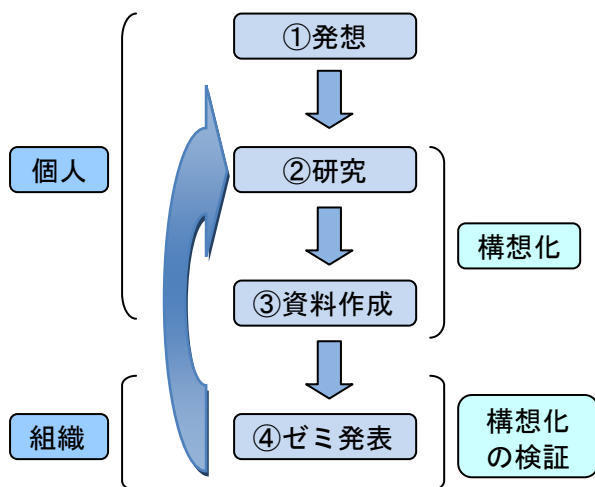 ①発想
個人
②研究
構想化
③資料作成
組織
④ゼミ発表
構想化
の検証